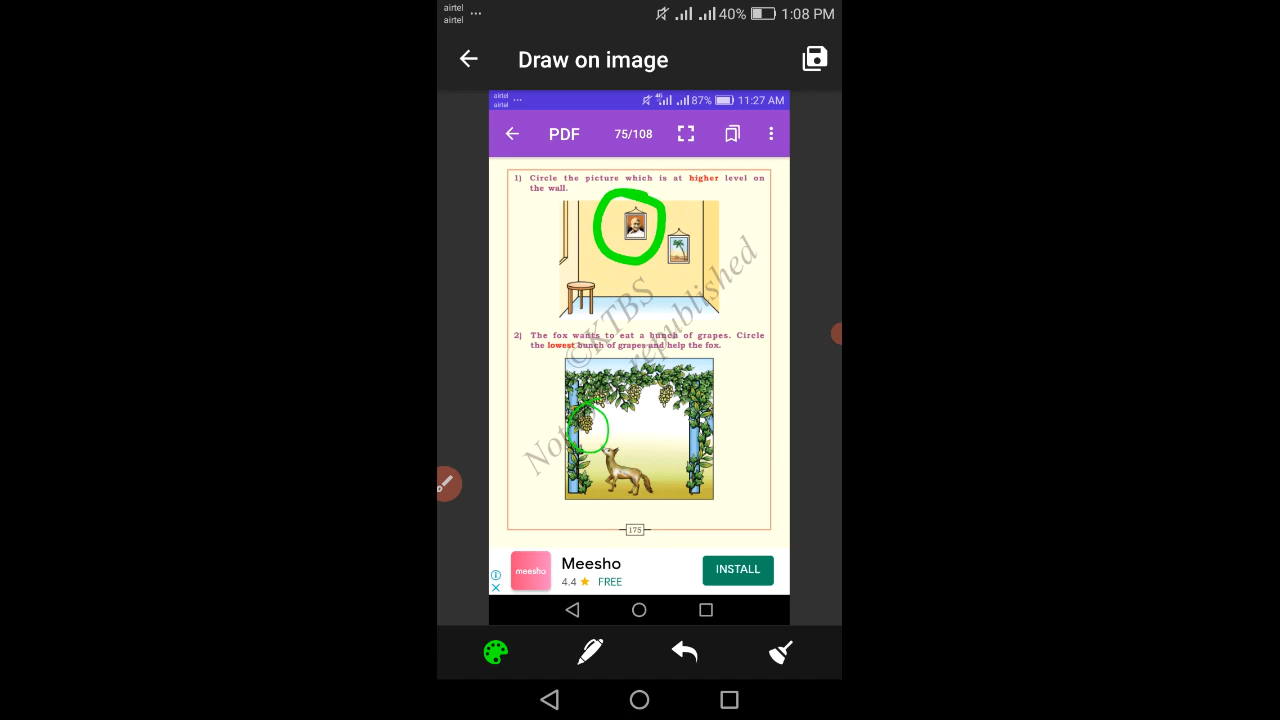 airtel
airtel ... 40% 1:08 PM
Draw on image
airtel
airtel ... 4G 87% 11:27 AM
PDF 75/108
1) Circle the picture which is at higher level on
the wall.
2) The fox wants to eat a bunch of grapes. Circle
the lowest bunch of grapes and help the fox.
©KTBS
Not republished
175
meesho
Meesho
4.4 ★ FREE
INSTALL